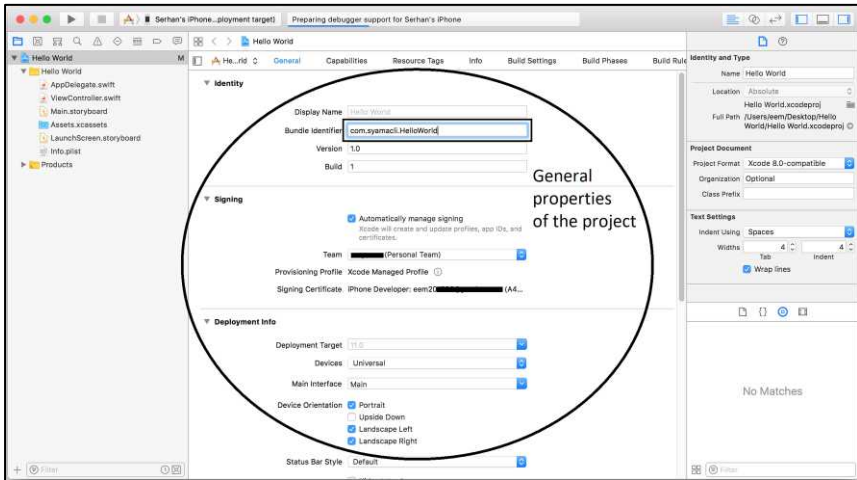 Serhan's iPhone...ployment target)
Preparing debugger support for Serhan's iPhone
Hello World
M
Hello World
AppDelegate.swift
ViewController.swift
Main.storyboard
Assets.xcassets
LaunchScreen.storyboard
Info.plist
Products
Filter
Hello World
He...rld General Capabilities Resource Tags Info Build Settings Build Phases Build Rule
Identity
Display Name Hello World
Bundle Identifier com.syamacli.HelloWorld
Version 1.0
Build 1
General
properties
of the project
Signing
Automatically manage signing
Xcode will create and update profiles, app IDs, and
certificates.
Team (Personal Team)
Provisioning Profile Xcode Managed Profile
Signing Certificate iPhone Developer: eem20 (A4...
Deployment Info
Deployment Target 11.0
Devices Universal
Main Interface Main
Device Orientation Portrait
Upside Down
Landscape Left
Landscape Right
Status Bar Style Default
Identity and Type
Name Hello World
Location Absolute
Hello World.xcodeproj
Full Path /Users/eem/Desktop/Hello
World/Hello World.xcodeproj
Project Document
Project Format Xcode 8.0-compatible
Organization Optional
Class Prefix
Text Settings
Indent Using Spaces
Widths 4 4
Tab Indent
Wrap lines
No Matches
Filter